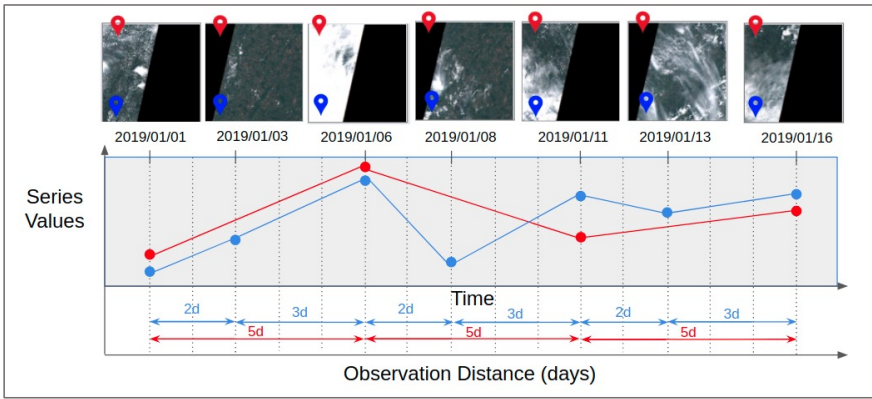 2019/01/01 2019/01/03 2019/01/06 2019/01/08 2019/01/11 2019/01/13 2019/01/16
Series
Values
Time
2d 3d 2d 3d 2d 3d
5d 5d 5d
Observation Distance (days)